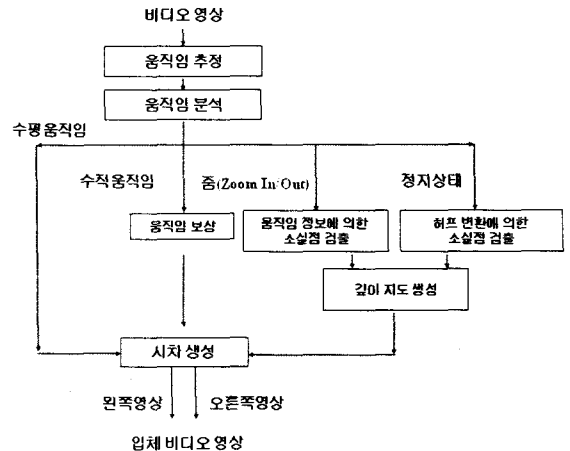 비디오 영상
움직임 추정
움직임 분석
수평움직임
수직움직임
줌(Zoom In/Out)
정지상태
움직임 보상
움직임 정보에 의한
소실점 검출
허프 변환에 의한
소실점 검출
깊이 지도 생성
시차 생성
왼쪽영상
오른쪽영상
입체 비디오 영상